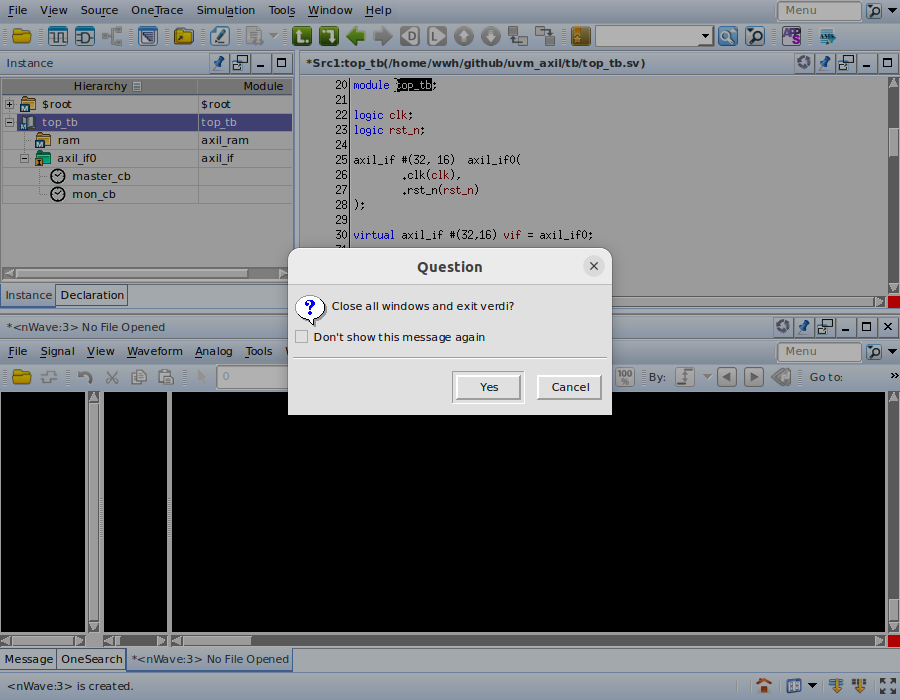 File View Source OneTrace Simulation Tools Window Help Menu
Instance
*Src1:top_tb(/home/wwh/github/uvm_axil/tb/top_tb.sv)
Hierarchy Module
$root $root
top_tb top_tb
ram axil_ram
axil_if0 axil_if
master_cb
mon_cb
20 module top_tb;
21
22 logic clk;
23 logic rst_n;
24
25 axil_if #(32, 16) axil_if0(
26 .clk(clk),
27 .rst_n(rst_n)
28 );
29
30 virtual axil_if #(32,16) vif = axil_if0;
Instance Declaration
Question
Close all windows and exit verdi?
Don't show this message again
Yes Cancel
*<nWave:3> No File Opened
File Signal View Waveform Analog Tools Menu
0 100 % By: Go to: »
Message OneSearch *<nWave:3> No File Opened
<nWave:3> is created.